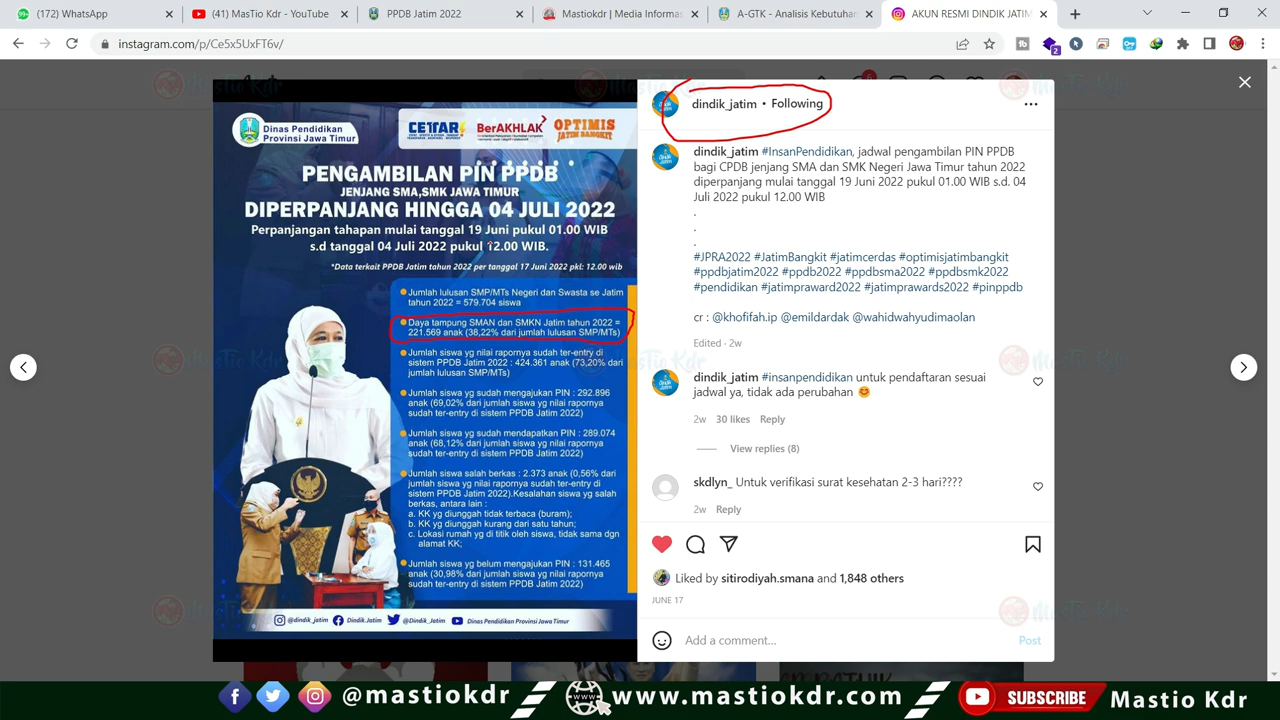 (172) WhatsApp
(41) MasTio Kdr - YouTube
PPDB Jatim 2022
Mastiokdr | Media Informas
A-GTK - Analisis Kebutuhan
AKUN RESMI DINDIK JATIM
instagram.com/p/Ce5x5UxFT6v/
2
MasTio Kdr
Dinas Pendidikan
Provinsi Jawa Timur
CETTAR
BerAKHLAK
OPTIMIS
JATIM BANGKIT
PENGAMBILAN PIN PPDB
JENJANG SMA,SMK JAWA TIMUR
DIPERPANJANG HINGGA 04 JULI 2022
Perpanjangan tahapan mulai tanggal 19 Juni pukul 01.00 WIB
s.d tanggal 04 Juli 2022 pukul 12.00 WIB.
*Data terkait PPDB Jatim tahun 2022 per tanggal 17 Juni 2022 pkl: 12.00 wib
Jumlah lulusan SMP/MTs Negeri dan Swasta se Jatim
tahun 2022 = 579.704 siswa
Daya tampung SMAN dan SMKN Jatim tahun 2022 =
221.569 anak (38,22% dari jumlah lulusan SMP/MTs)
Jumlah siswa yg nilai rapornya sudah ter-entry di
sistem PPDB Jatim 2022 : 424.361 anak (73,20% dari
jumlah lulusan SMP/MTs)
Jumlah siswa yg sudah mengajukan PIN : 292.896
anak (69,02% dari jumlah siswa yg nilai rapornya
sudah ter-entry di sistem PPDB Jatim 2022)
Jumlah siswa yg sudah mendapatkan PIN : 289.074
anak (68,12% dari jumlah siswa yg nilai rapornya
sudah ter-entry di sistem PPDB Jatim 2022)
Jumlah siswa salah berkas : 2.373 anak (0,56% dari
jumlah siswa yg nilai rapornya sudah ter-entry di
sistem PPDB Jatim 2022).Kesalahan siswa yg salah
berkas, antara lain :
a. KK yg diunggah tidak terbaca (buram);
b. KK yg diunggah kurang dari satu tahun;
c. Lokasi rumah yg di titik oleh siswa, tidak sama dgn
alamat KK;
Jumlah siswa yg belum mengajukan PIN : 131.465
anak (30,98% dari jumlah siswa yg nilai rapornya
sudah ter-entry di sistem PPDB Jatim 2022)
@dindik_jatim
Dindik.Jatim
@Dindik_Jatim
Dinas Pendidikan Provinsi Jawa Timur
dindik_jatim • Following
dindik_jatim #InsanPendidikan, jadwal pengambilan PIN PPDB
bagi CPDB jenjang SMA dan SMK Negeri Jawa Timur tahun 2022
diperpanjang mulai tanggal 19 Juni 2022 pukul 01.00 WIB s.d. 04
Juli 2022 pukul 12.00 WIB
.
.
.
#JPRA2022 #JatimBangkit #jatimcerdas #optimisjatimbangkit
#ppdbjatim2022 #ppdb2022 #ppdbsma2022 #ppdbsmk2022
#pendidikan #jatimpraward2022 #jatimprawards2022 #pinppdb
cr : @khofifah.ip @emildardak @wahidwahyudimaolan
Edited · 2w
dindik_jatim #insanpendidikan untuk pendaftaran sesuai
jadwal ya, tidak ada perubahan 😊
2w 30 likes Reply
View replies (8)
skdlyn_ Untuk verifikasi surat kesehatan 2-3 hari????
2w Reply
Liked by sitirodiyah.smana and 1,848 others
JUNE 17
Add a comment...
Post
MasTio Kdr
MasTio Kdr
MasTio Kdr
MasTio Kdr
MasTio Kdr
@mastiokdr
www.mastiokdr.com
SUBSCRIBE
Mastio Kdr